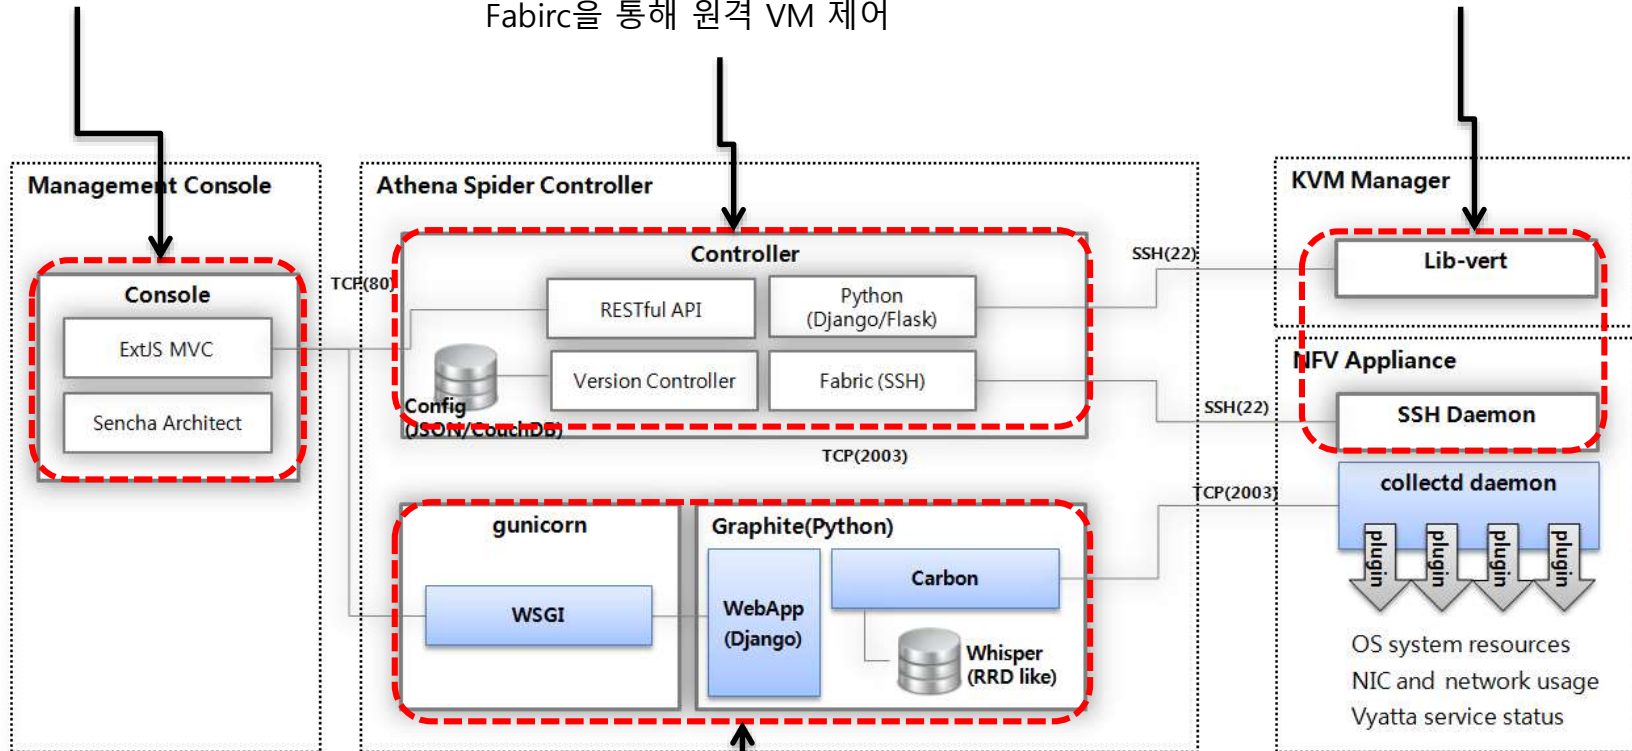 Fabirc을 통해 원격 VM 제어
Management Console
Console
ExtJS MVC
Sencha Architect
TCP(80)
Athena Spider Controller
Controller
RESTful API
Python
(Django/Flask)
Version Controller
Fabric (SSH)
Config
(JSON/CouchDB)
TCP(2003)
SSH(22)
SSH(22)
TCP(2003)
gunicorn
WSGI
Graphite(Python)
WebApp
(Django)
Carbon
Whisper
(RRD like)
KVM Manager
Lib-vert
NFV Appliance
SSH Daemon
collectd daemon
plugin
plugin
plugin
plugin
OS system resources
NIC and network usage
Vyatta service status